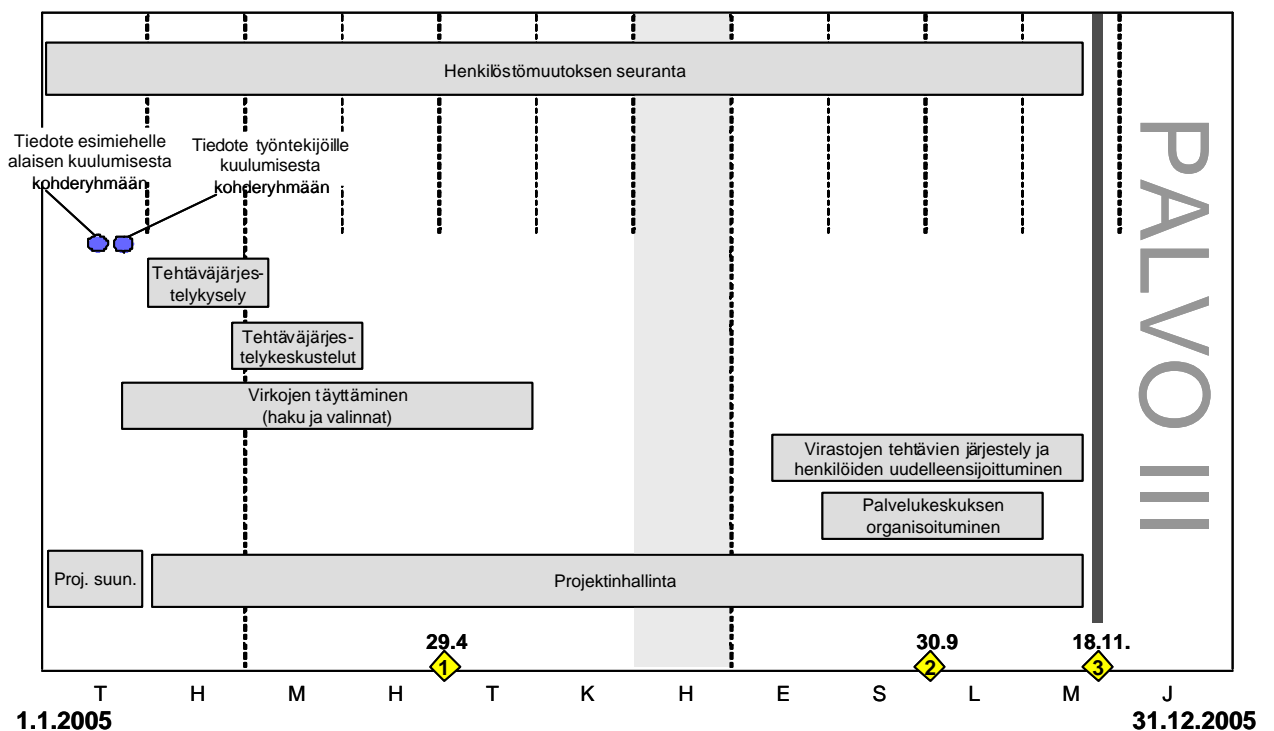 Henkilöstömuutoksen seuranta
Tiedote esimiehelle
alaisen kuulumisesta
kohderyhmään
Tiedote työntekijöille
kuulumisesta
kohderyhmään
PALVO III
Tehtäväjärjes-
telykysely
Tehtäväjärjes-
telykeskustelut
Virkojen täyttäminen
(haku ja valinnat)
Virastojen tehtävien järjestely ja
henkilöiden uudelleensijoittuminen
Palvelukeskuksen
organisoituminen
Proj. suun.
Projektinhallinta
29.4
30.9
18.11.
1
2
3
T H M H T K H E S L M J
1.1.2005
31.12.2005